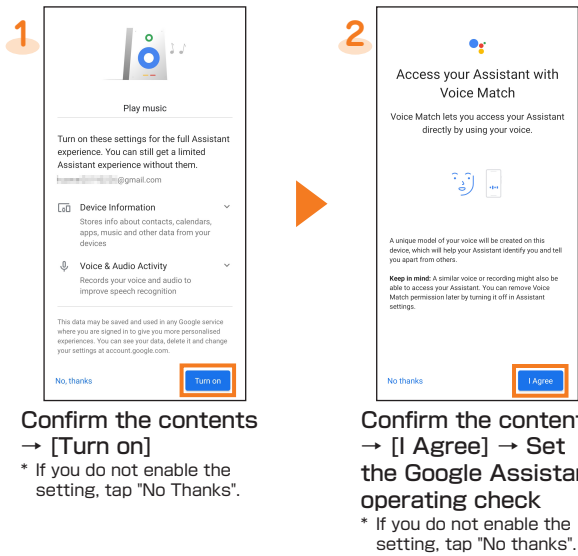 1
Play music
Turn on these settings for the full Assistant
experience. You can still get a limited
Assistant experience without them.
@gmail.com
Device Information
Stores info about contacts, calendars,
apps, music and other data from your
devices
Voice & Audio Activity
Records your voice and audio to
improve speech recognition
This data may be saved and used in any Google service
where you are signed in to give you more personalised
experiences. You can see your data, delete it and change
your settings at account.google.com.
No, thanks
Turn on
Confirm the contents
→ [Turn on]
* If you do not enable the
setting, tap "No Thanks".
2
Access your Assistant with
Voice Match
Voice Match lets you access your Assistant
directly by using your voice.
A unique model of your voice will be created on this
device, which will help your Assistant identify you and tell
you apart from others.
Keep in mind: A similar voice or recording might also be
able to access your Assistant. You can remove Voice
Match permission later by turning it off in Assistant
settings.
No thanks
I Agree
Confirm the content
→ [I Agree] → Set
the Google Assista
operating check
* If you do not enable the
setting, tap "No thanks".